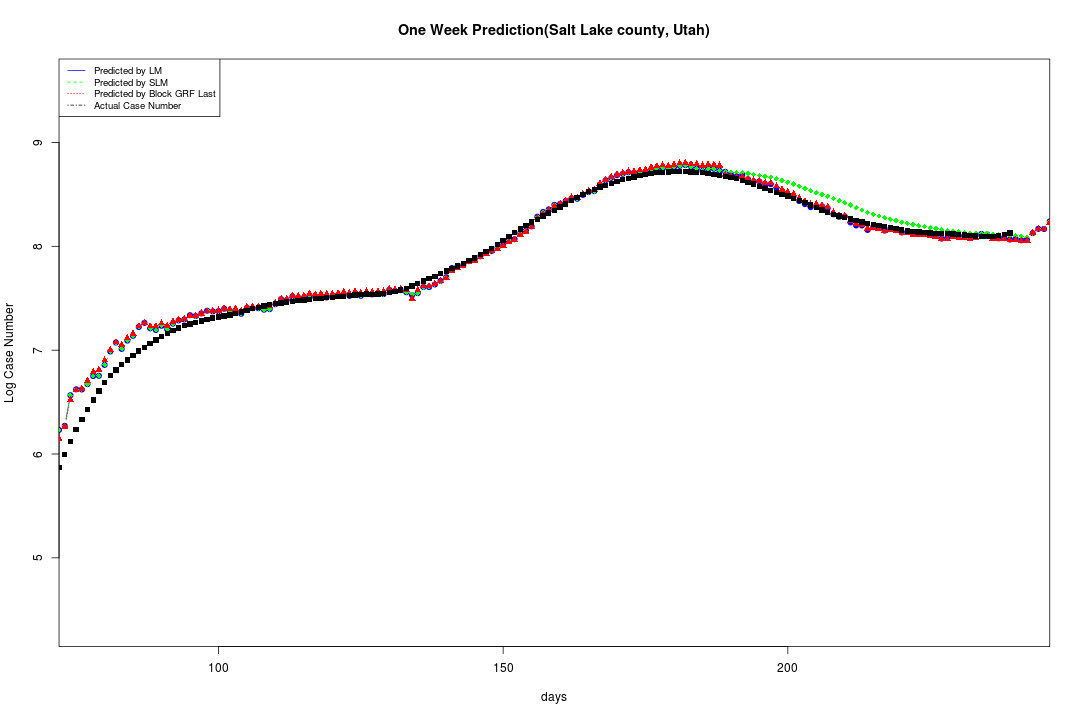 One Week Prediction(Salt Lake county, Utah)
Predicted by LM
Predicted by SLM
Predicted by Block GRF Last
Actual Case Number
9
8
7
6
5
Log Case Number
100
150
200
days